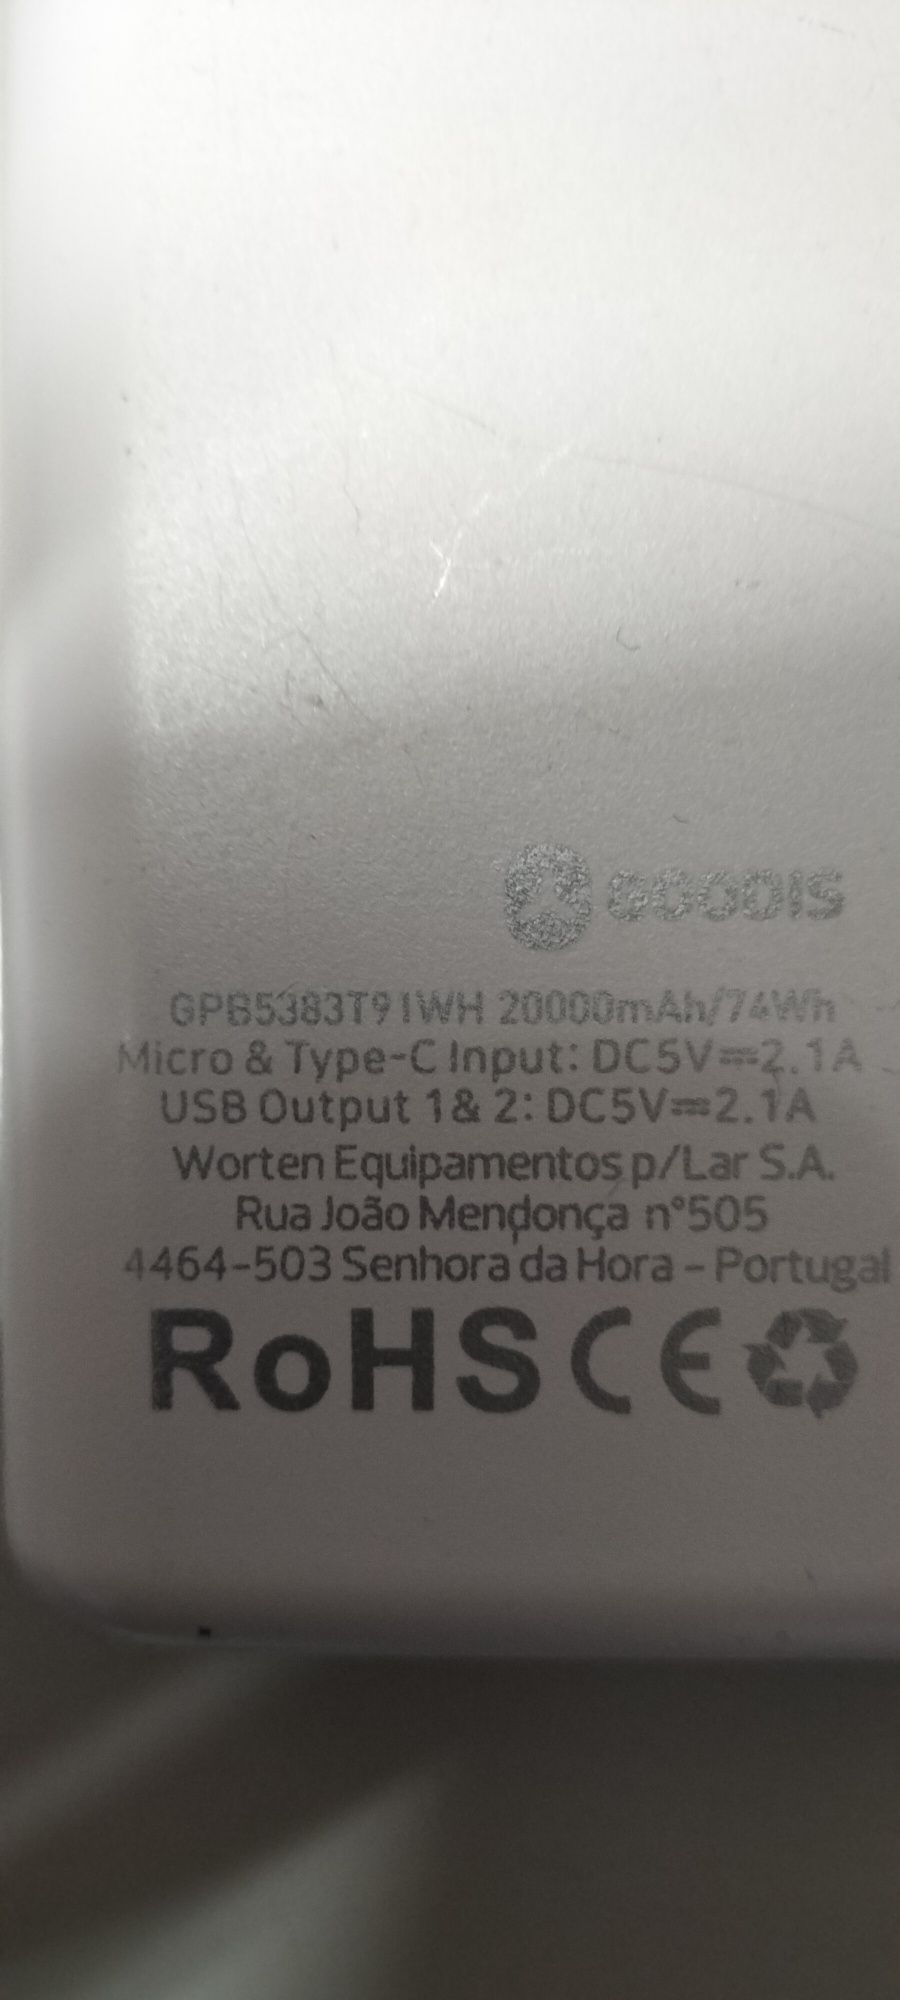 GOODIS
GPB5383T91WH 20000mAh/74Wh
Micro & Type-C Input: DC5V⎓2.1A
USB Output 1 & 2: DC5V⎓2.1A
Worten Equipamentos p/Lar S.A.
Rua João Mendonça nº505
4464-503 Senhora da Hora - Portugal
RoHS CE